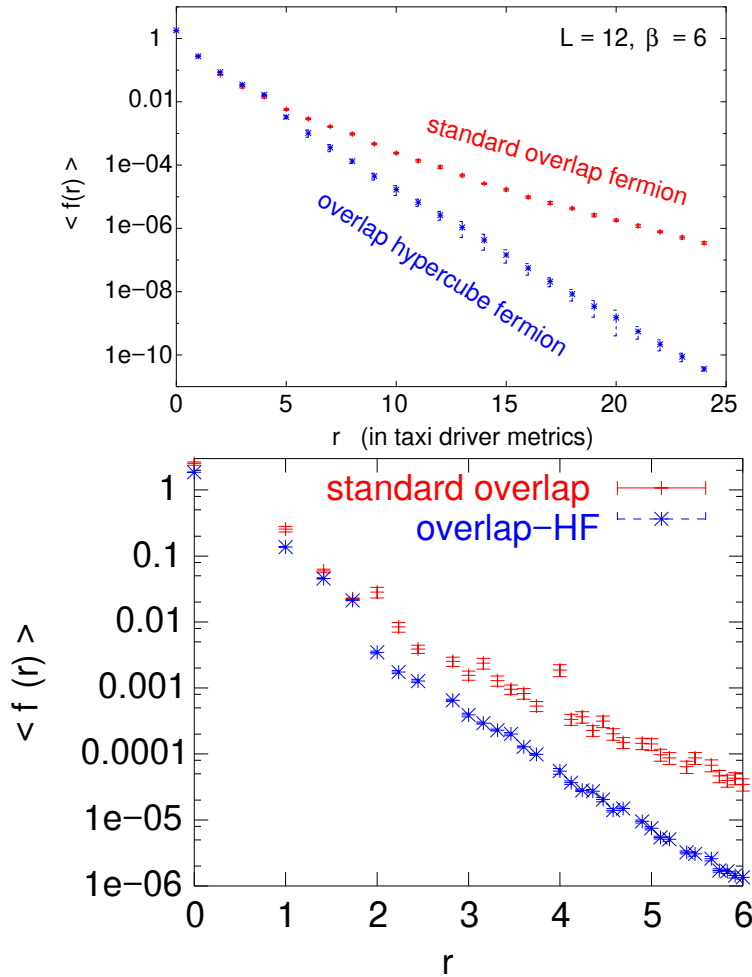 L = 12, β = 6
1
0.01
1e−04
1e−06
1e−08
1e−10
< f(r) >
standard overlap fermion
overlap hypercube fermion
0 5 10 15 20 25
r (in taxi driver metrics)
standard overlap
overlap−HF
1
0.1
0.01
0.001
0.0001
1e−05
1e−06
< f (r) >
0 1 2 3 4 5 6
r